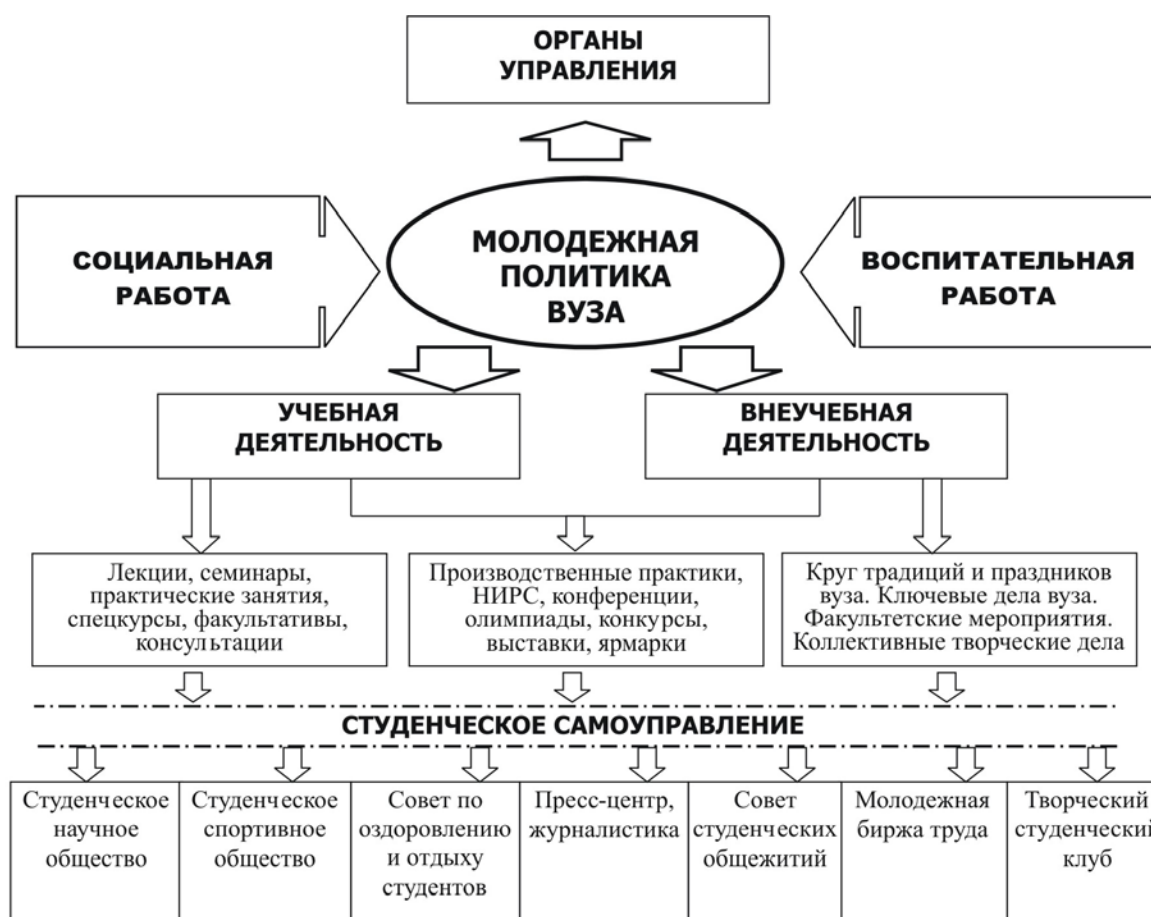 ОРГАНЫ
УПРАВЛЕНИЯ
СОЦИАЛЬНАЯ
РАБОТА
МОЛОДЕЖНАЯ
ПОЛИТИКА
ВУЗА
ВОСПИТАТЕЛЬНАЯ
РАБОТА
УЧЕБНАЯ
ДЕЯТЕЛЬНОСТЬ
ВНЕУЧЕБНАЯ
ДЕЯТЕЛЬНОСТЬ
Лекции, семинары,
практические занятия,
спецкурсы, факультативы,
консультации
Производственные практики,
НИРС, конференции,
олимпиады, конкурсы,
выставки, ярмарки
Круг традиций и праздников
вуза. Ключевые дела вуза.
Факультетские мероприятия.
Коллективные творческие дела
СТУДЕНЧЕСКОЕ САМОУПРАВЛЕНИЕ
Студенческое
научное
общество
Студенческое
спортивное
общество
Совет по
оздоровлению
и отдыху
студентов
Пресс-центр,
журналистика
Совет
студенческих
общежитий
Молодежная
биржа труда
Творческий
студенческий
клуб